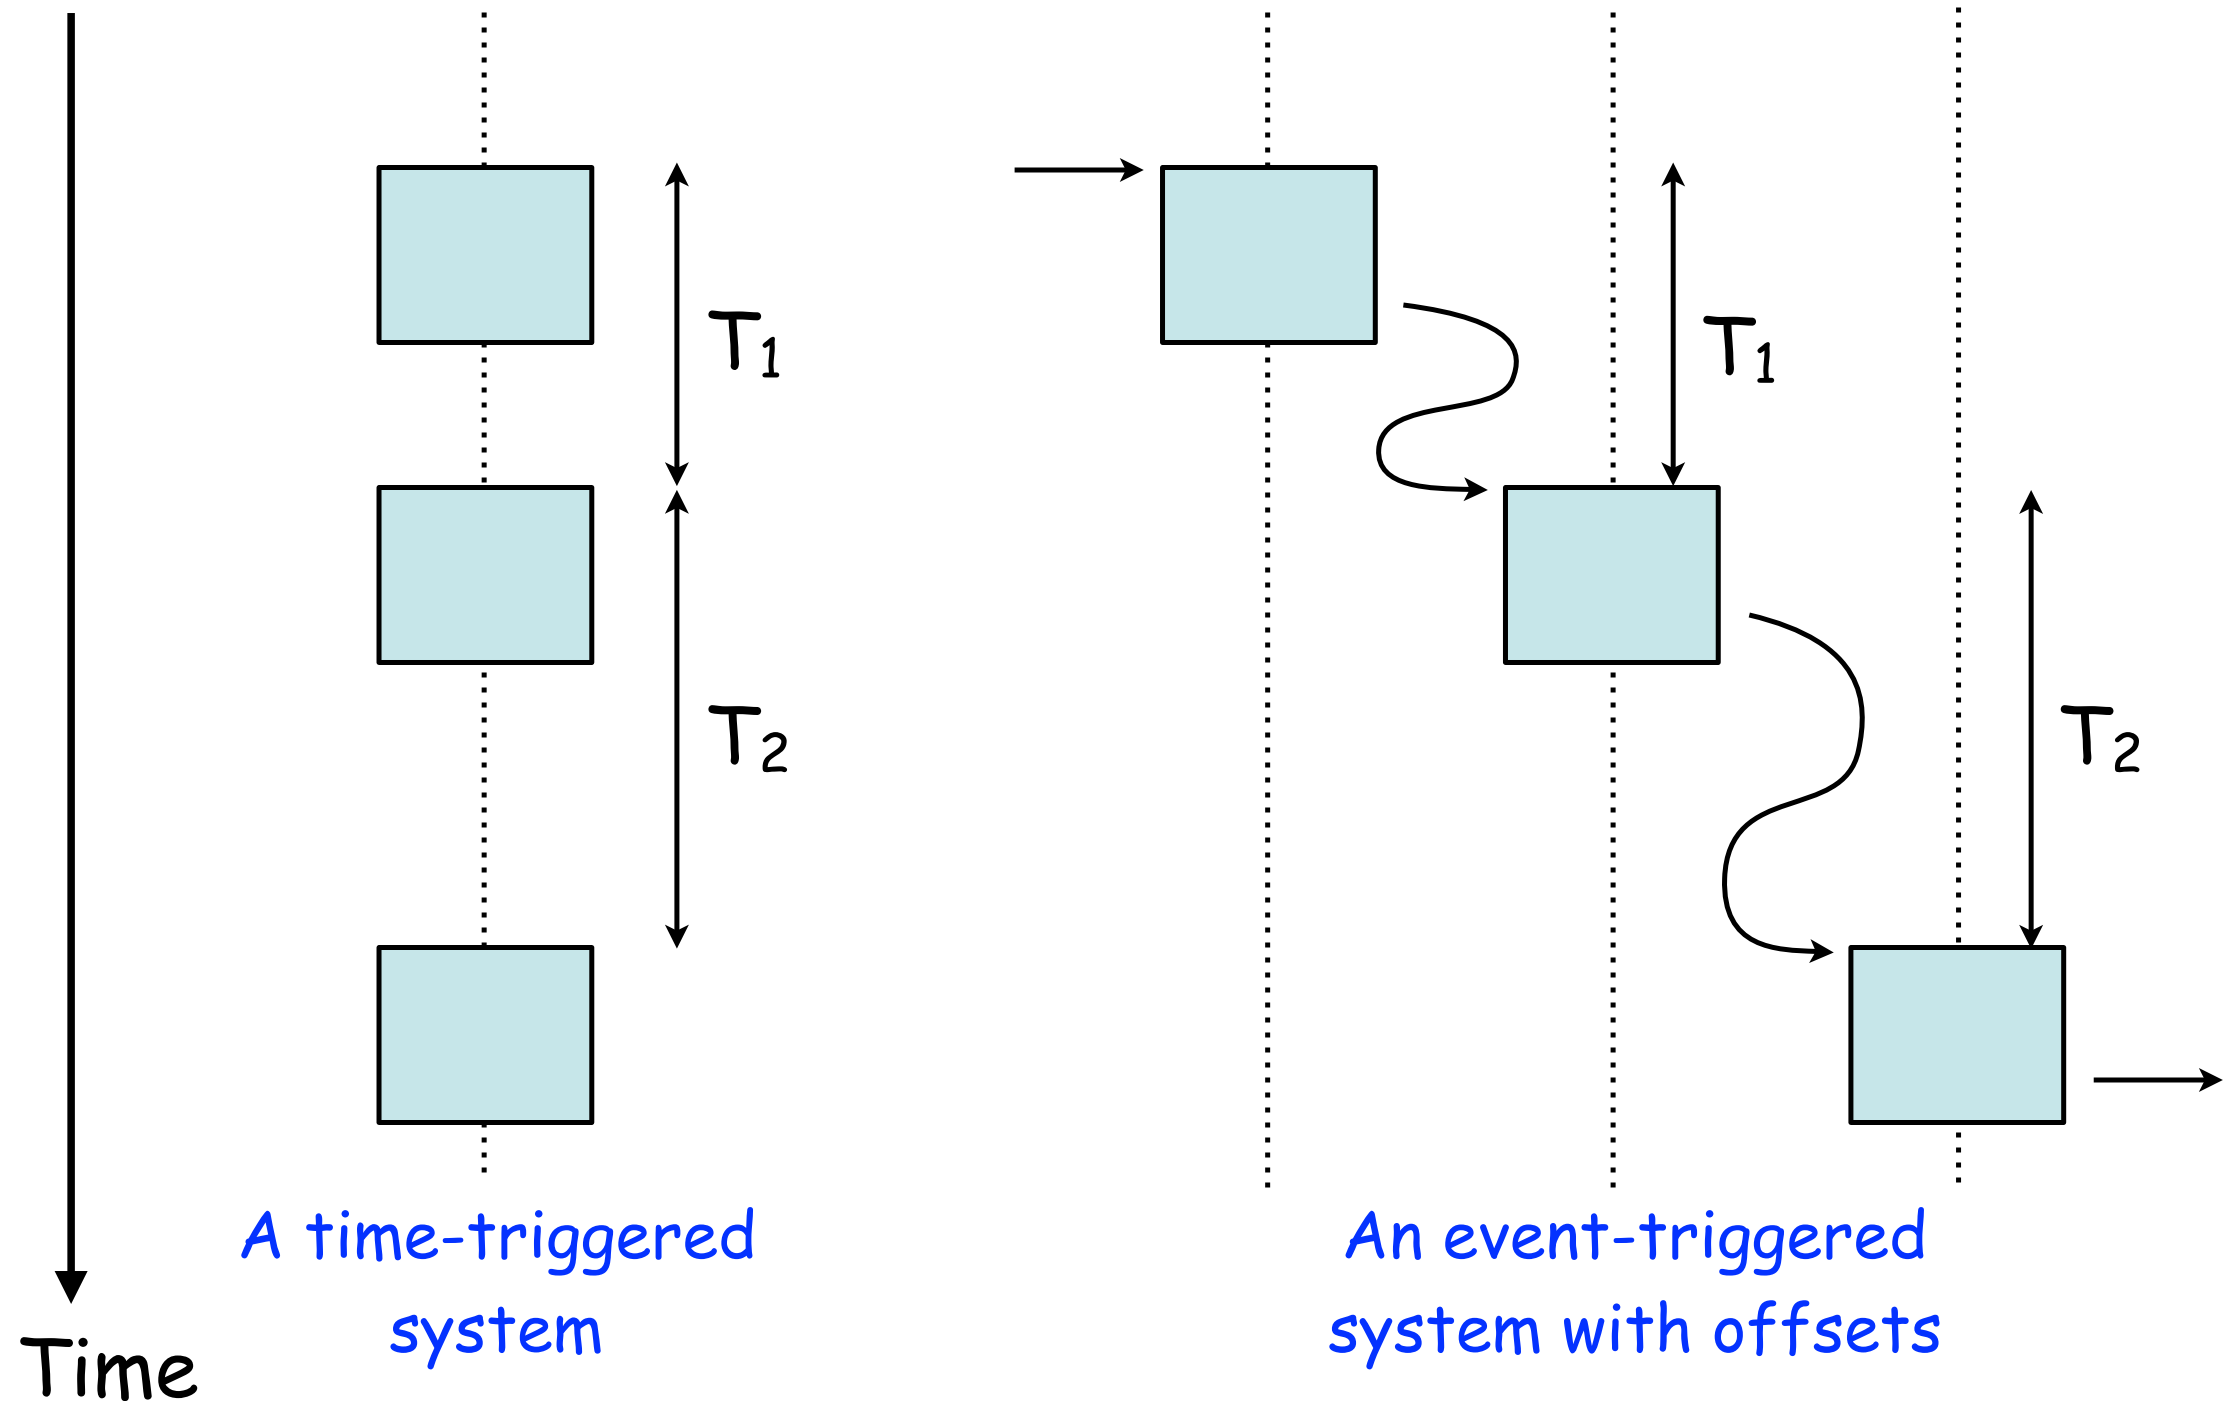 T1
T1
T2
T2
A time-triggered
system
An event-triggered
system with offsets
Time